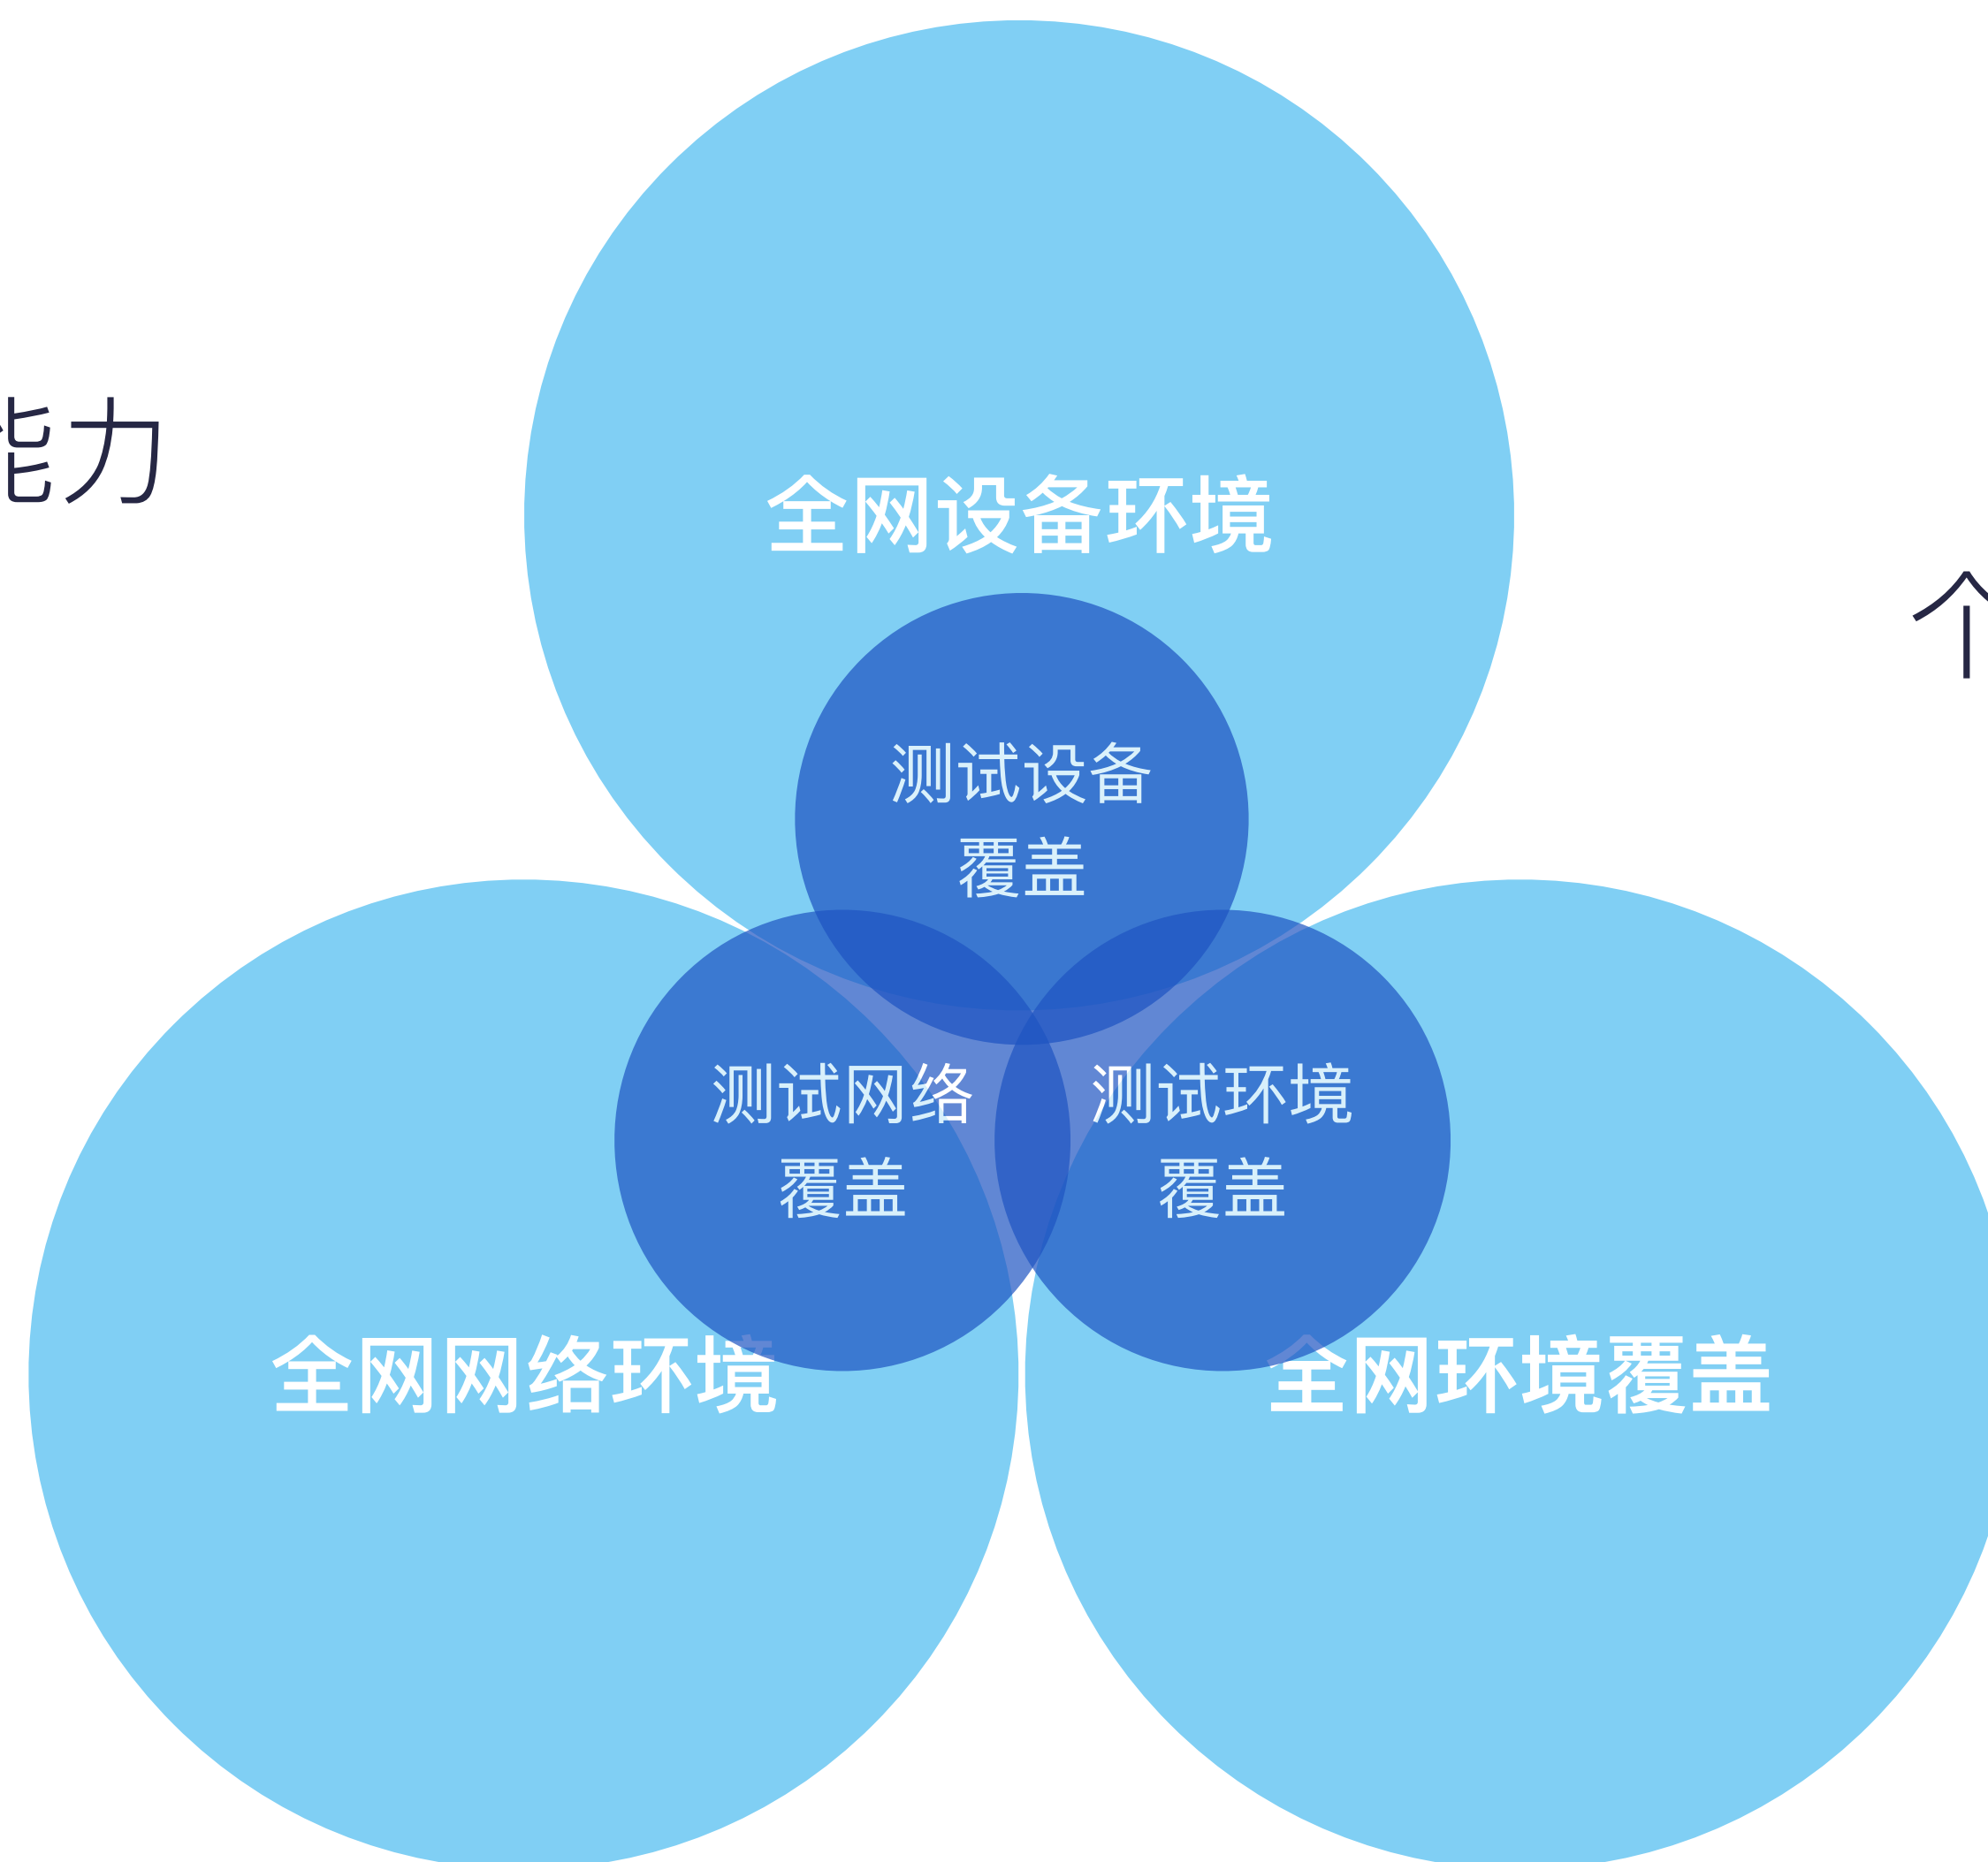 能力
全网设备环境
个
测试设备
覆盖
测试网络
覆盖
测试环境
覆盖
全网网络环境
全网环境覆盖